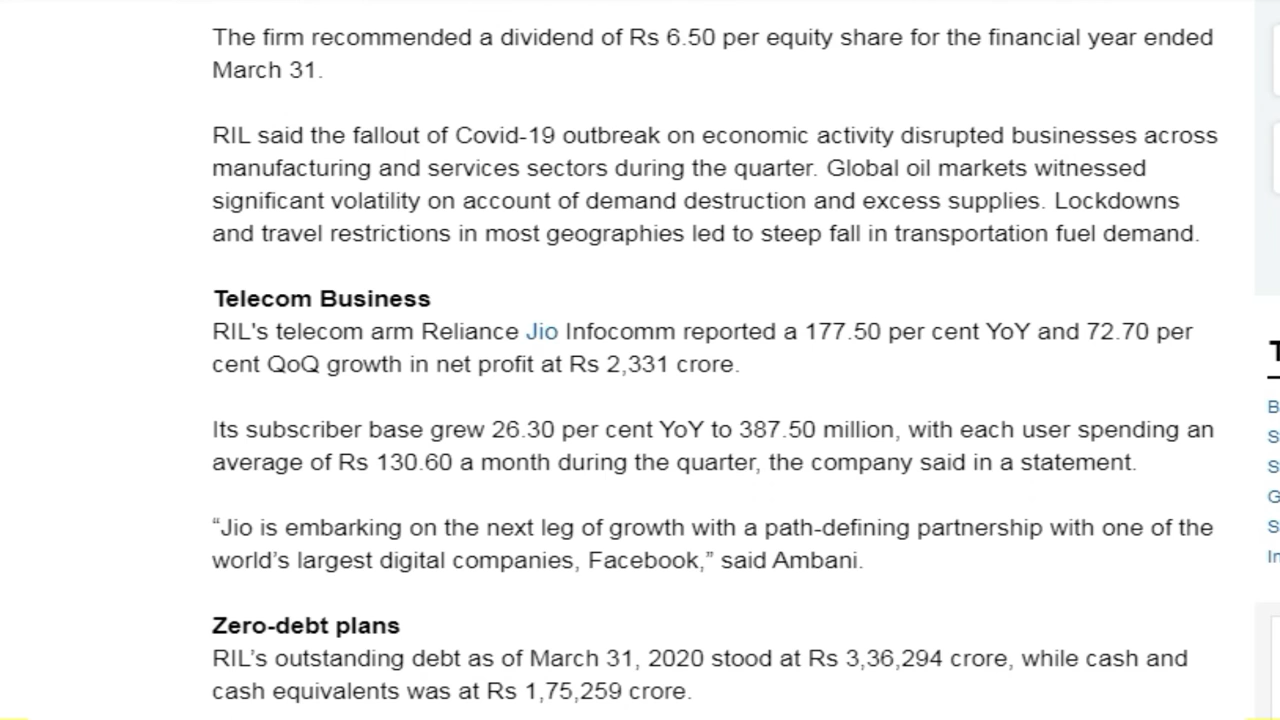 The firm recommended a dividend of Rs 6.50 per equity share for the financial year ended
March 31.
RIL said the fallout of Covid-19 outbreak on economic activity disrupted businesses across
manufacturing and services sectors during the quarter. Global oil markets witnessed
significant volatility on account of demand destruction and excess supplies. Lockdowns
and travel restrictions in most geographies led to steep fall in transportation fuel demand.
Telecom Business
RIL's telecom arm Reliance Jio Infocomm reported a 177.50 per cent YoY and 72.70 per
cent QoQ growth in net profit at Rs 2,331 crore.
Its subscriber base grew 26.30 per cent YoY to 387.50 million, with each user spending an
average of Rs 130.60 a month during the quarter, the company said in a statement.
“Jio is embarking on the next leg of growth with a path-defining partnership with one of the
world’s largest digital companies, Facebook,” said Ambani.
Zero-debt plans
RIL’s outstanding debt as of March 31, 2020 stood at Rs 3,36,294 crore, while cash and
cash equivalents was at Rs 1,75,259 crore.